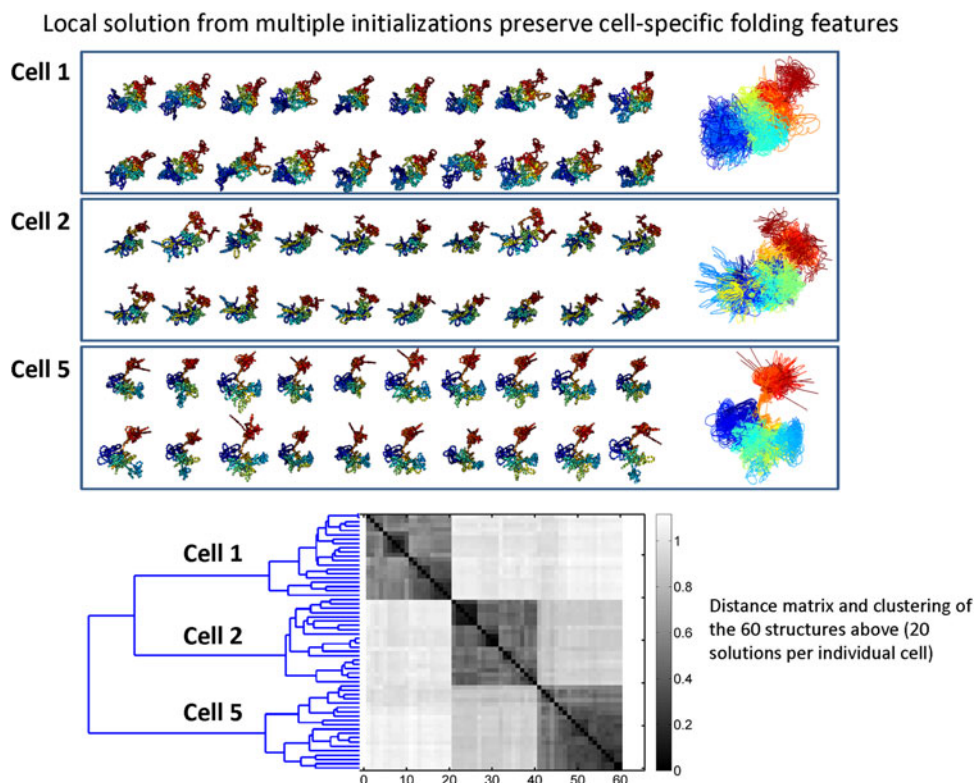 Local solution from multiple initializations preserve cell-specific folding features
Cell 1
Cell 2
Cell 5
Cell 1
Cell 2
Cell 5
1
0.8
0.6
0.4
0.2
0
0 10 20 30 40 50 60
Distance matrix and clustering of
the 60 structures above (20
solutions per individual cell)